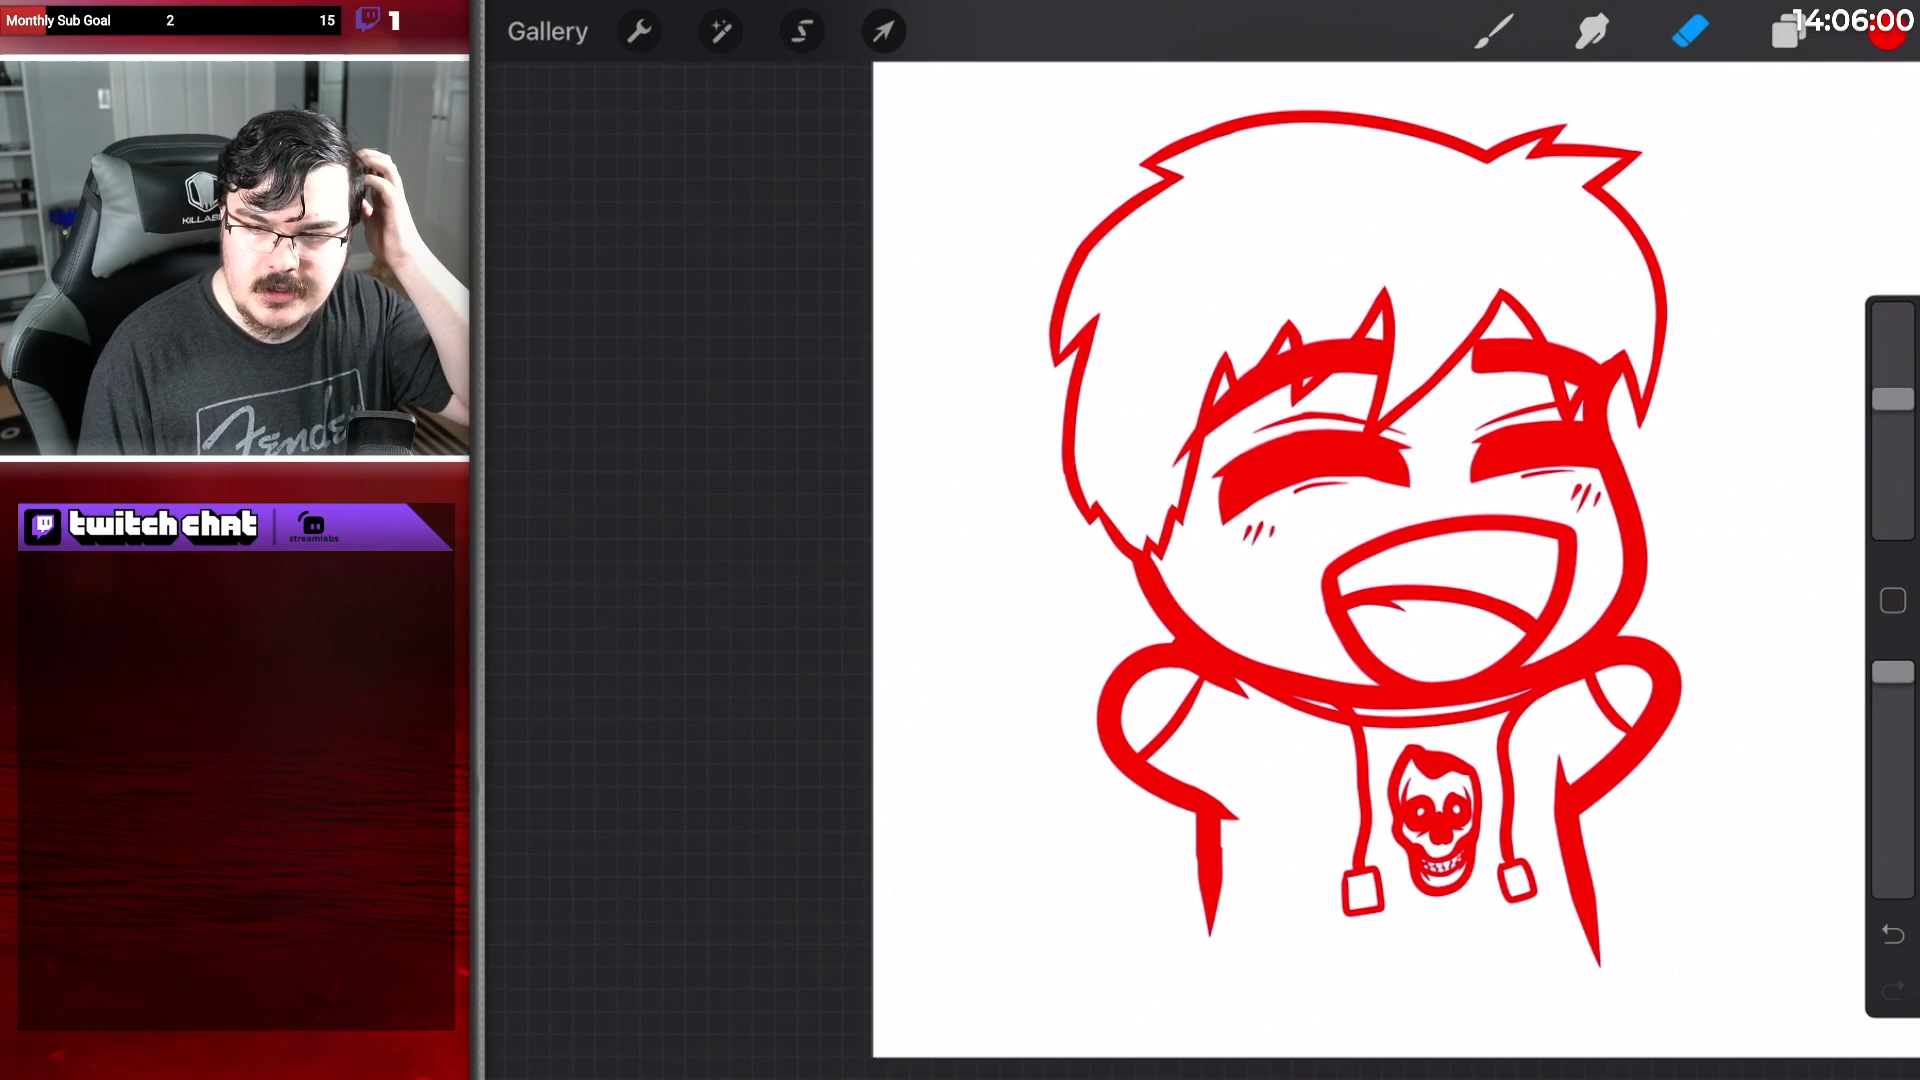 Monthly Sub Goal 2 15 1
Gallery
14:06:00
KILLAB
Fender
twitch chat
streamlabs